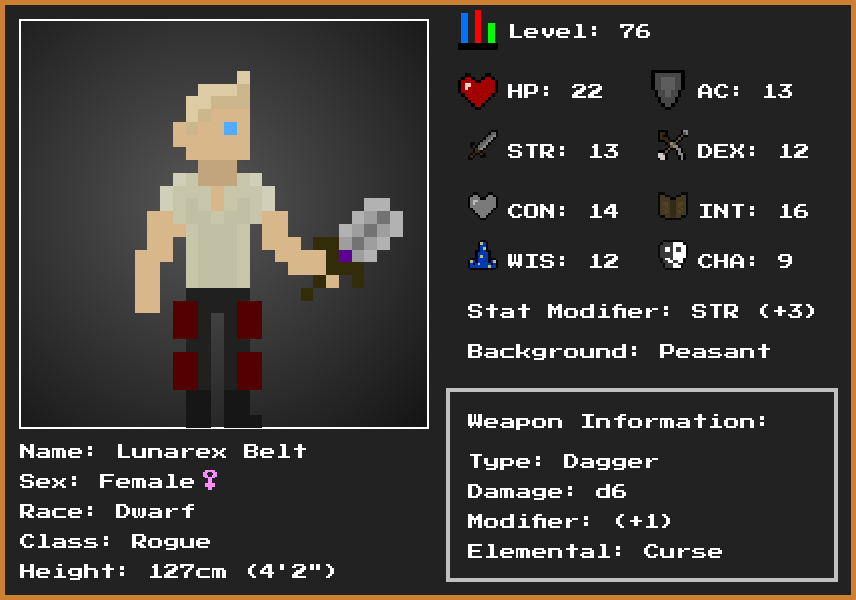 Level: 76
HP: 22
AC: 13
STR: 13
DEX: 12
CON: 14
INT: 16
WIS: 12
CHA: 9
Stat Modifier: STR (+3)
Background: Peasant
Weapon Information:
Type: Dagger
Damage: d6
Modifier: (+1)
Elemental: Curse
Name: Lunarex Belt
Sex: Female♀
Race: Dwarf
Class: Rogue
Height: 127cm (4'2")